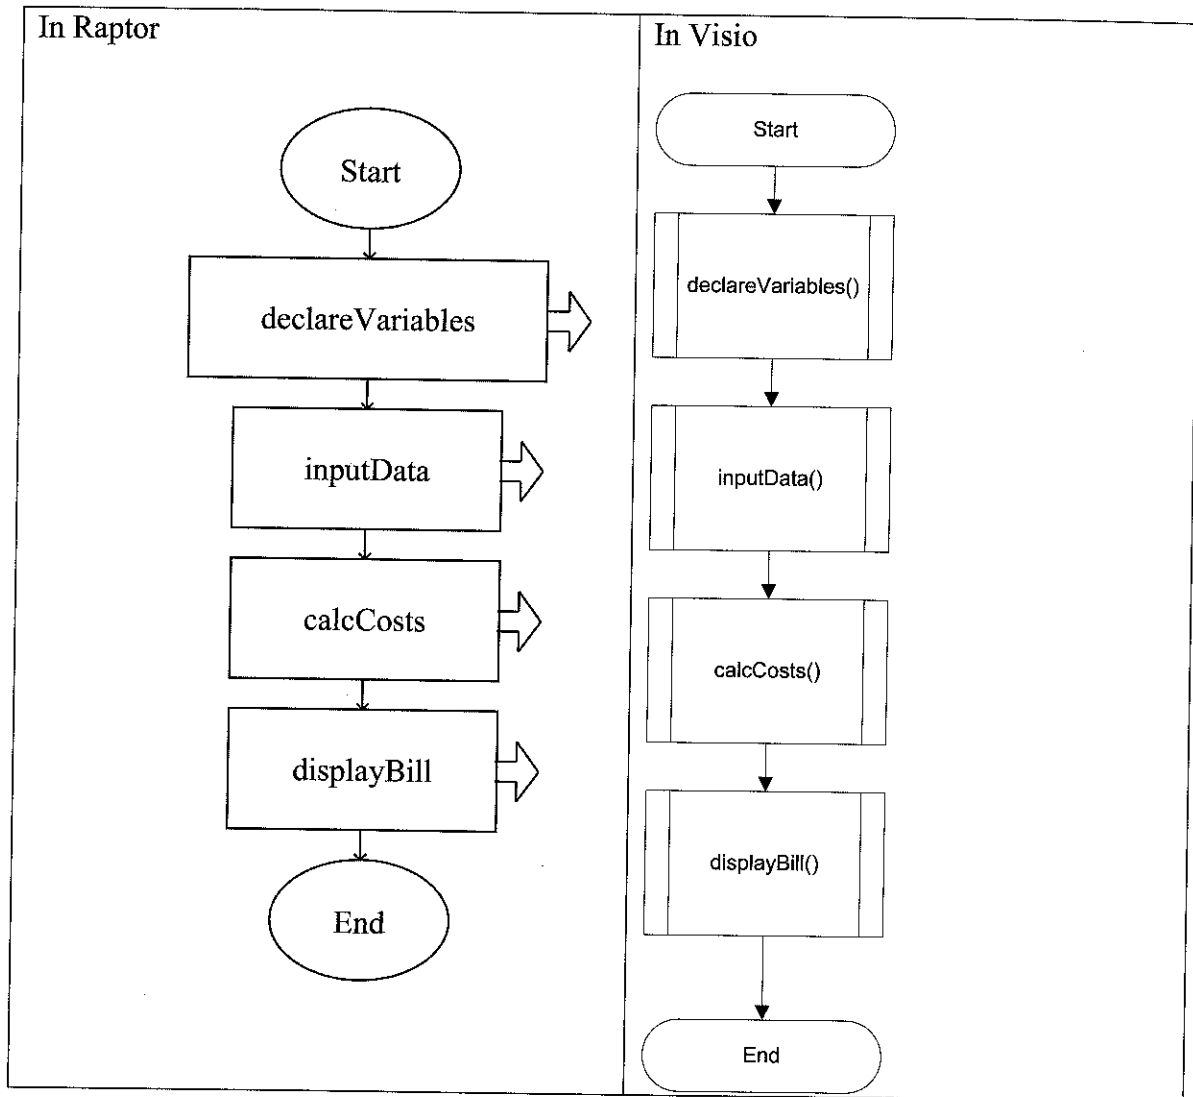 In Raptor
Start
declareVariables
inputData
calcCosts
displayBill
End
In Visio
Start
declareVariables()
inputData()
calcCosts()
displayBill()
End